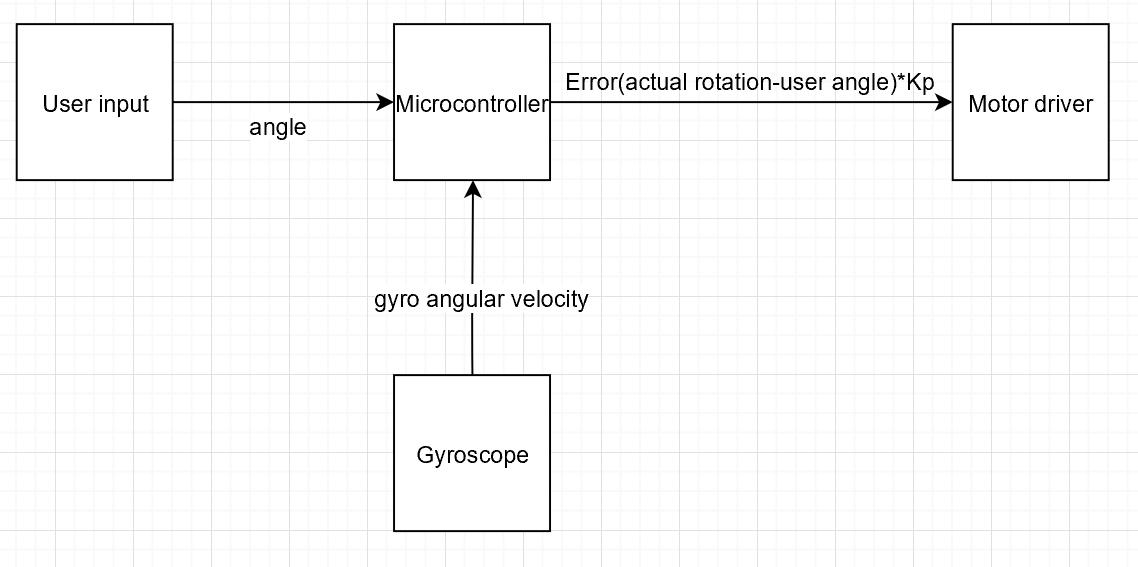 User input
angle
Microcontroller
Error(actual rotation-user angle)*Kp
Motor driver
gyro angular velocity
Gyroscope